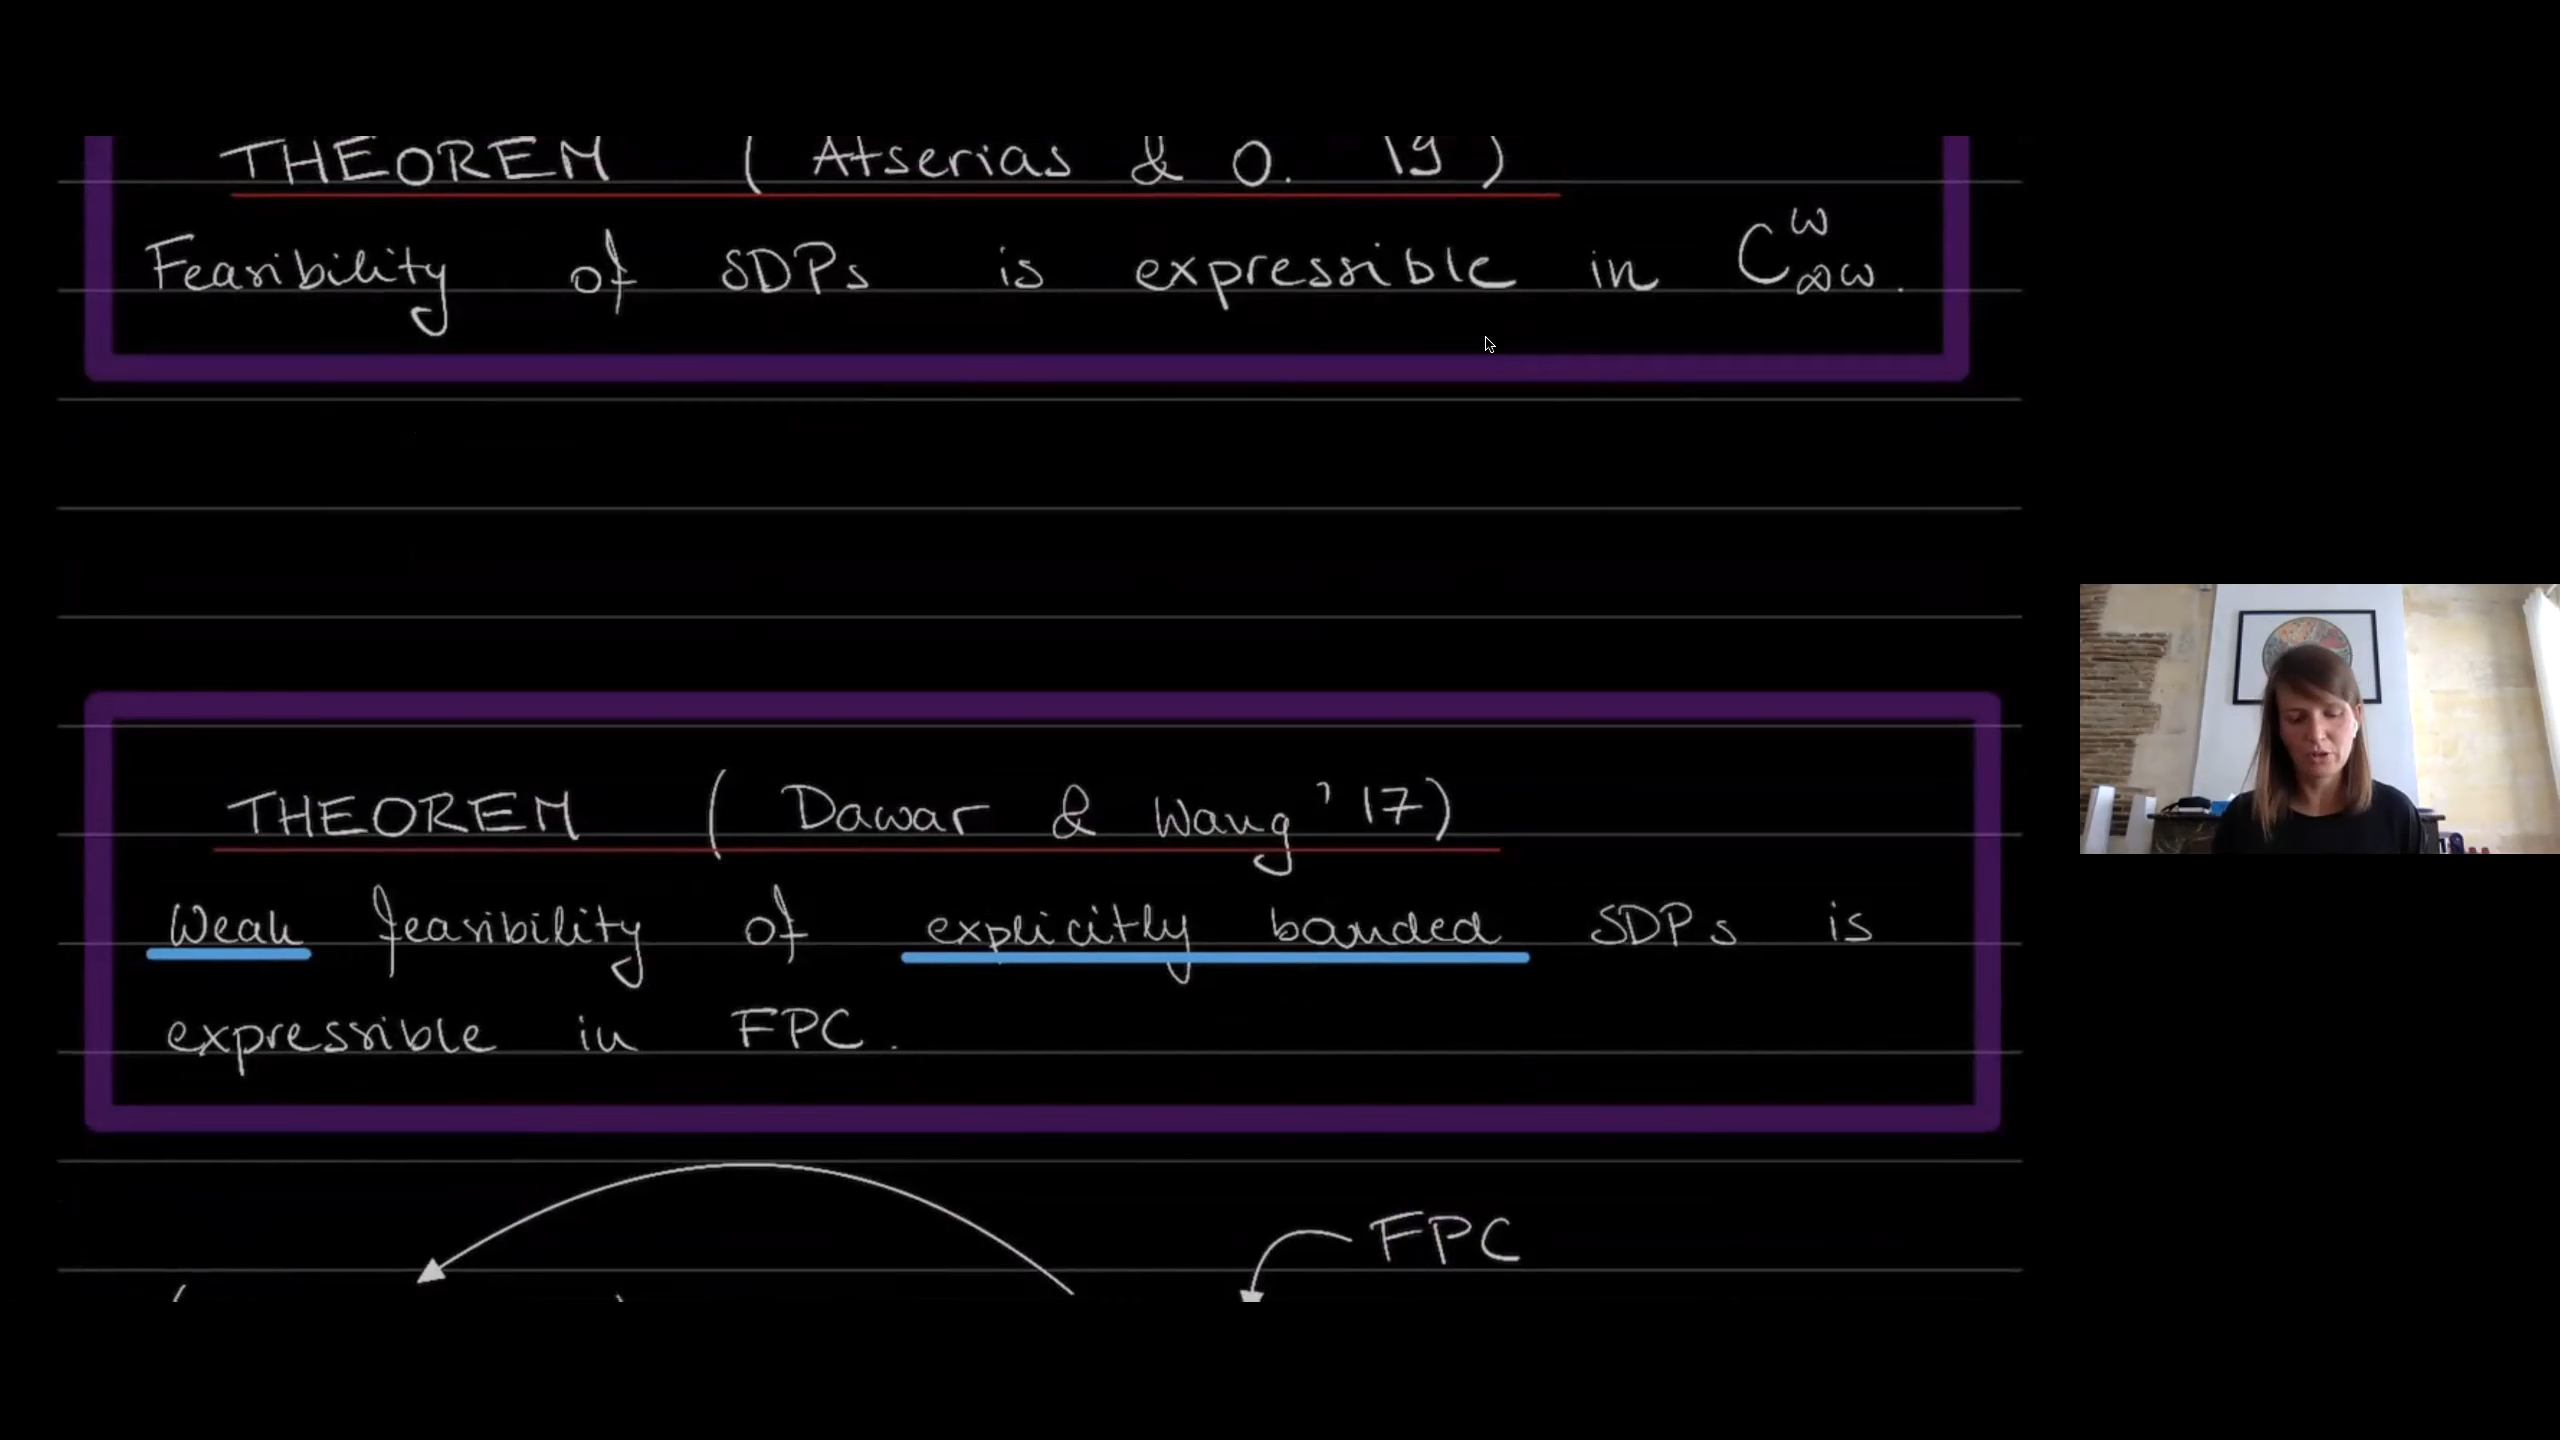 THEOREM ( Atserias & O. 19 )
Feasibility of SDPs is expressible in C^ω_∞ω.
THEOREM ( Dawar & Wang '17)
Weak feasibility of explicitly bounded SDPs is
expressible in FPC.
FPC